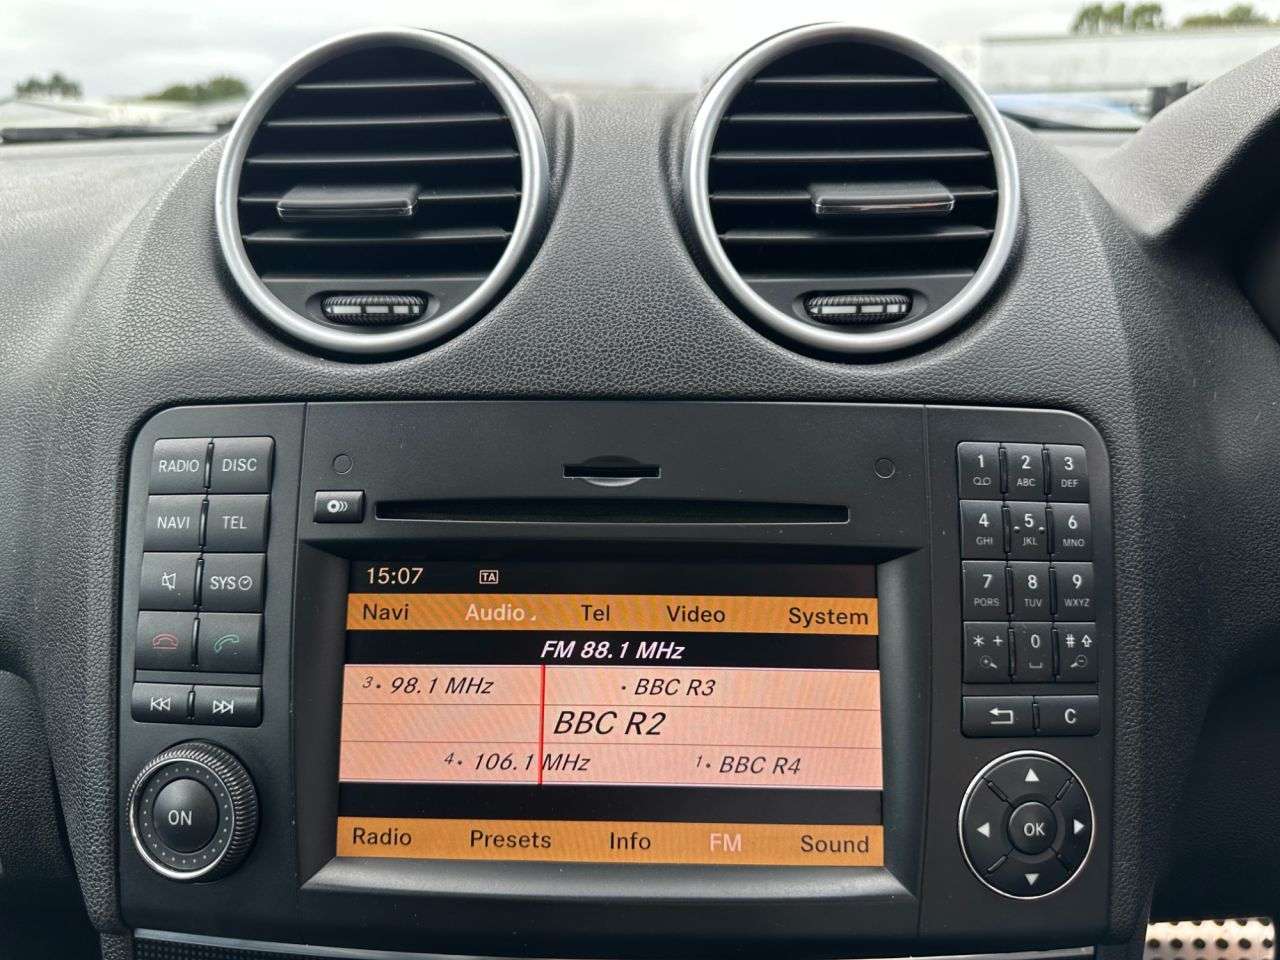 RADIO DISC
NAVI TEL
SYS
ON
15:07 TA
Navi Audio Tel Video System
FM 88.1 MHz
3• 98.1 MHz • BBC R3
BBC R2
4• 106.1 MHz 1• BBC R4
Radio Presets Info FM Sound
1 2 3
ABC DEF
4 5 6
GHI JKL MNO
7 8 9
PQRS TUV WXYZ
* + 0 #
C
OK